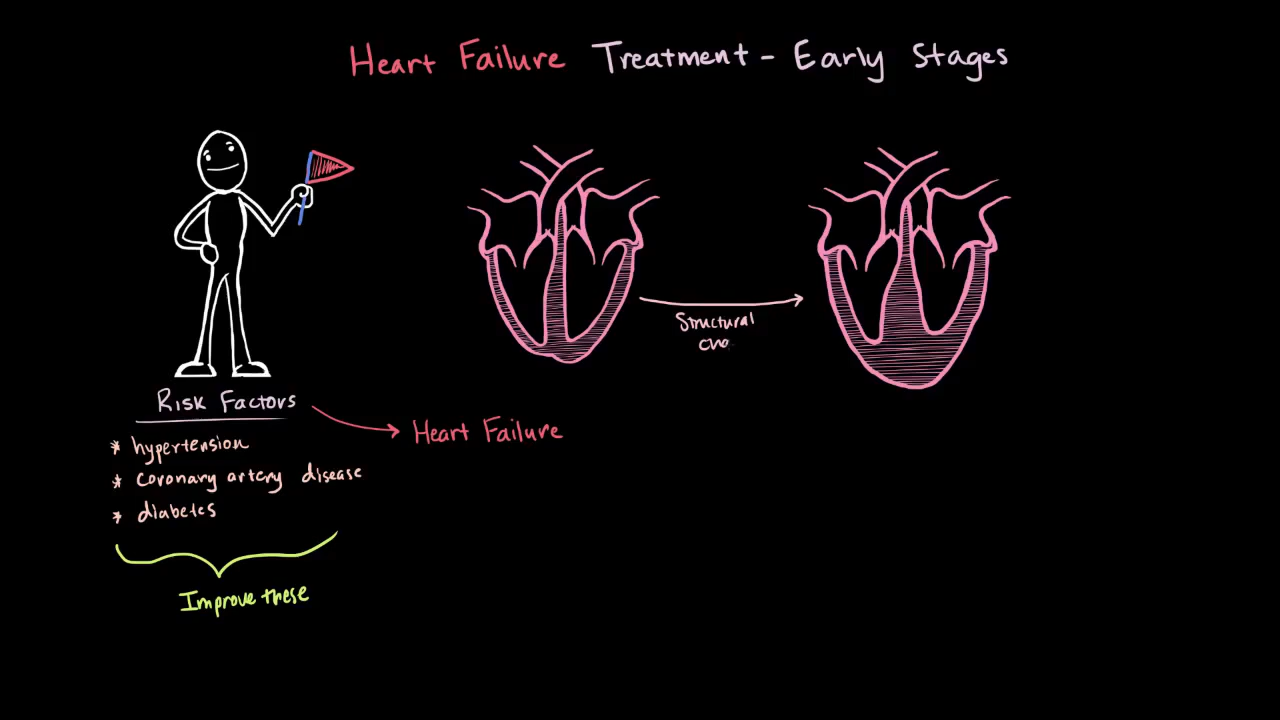 Heart Failure Treatment - Early Stages
Structural
Risk Factors
* hypertension
* coronary artery disease
* diabetes
Heart Failure
Improve these